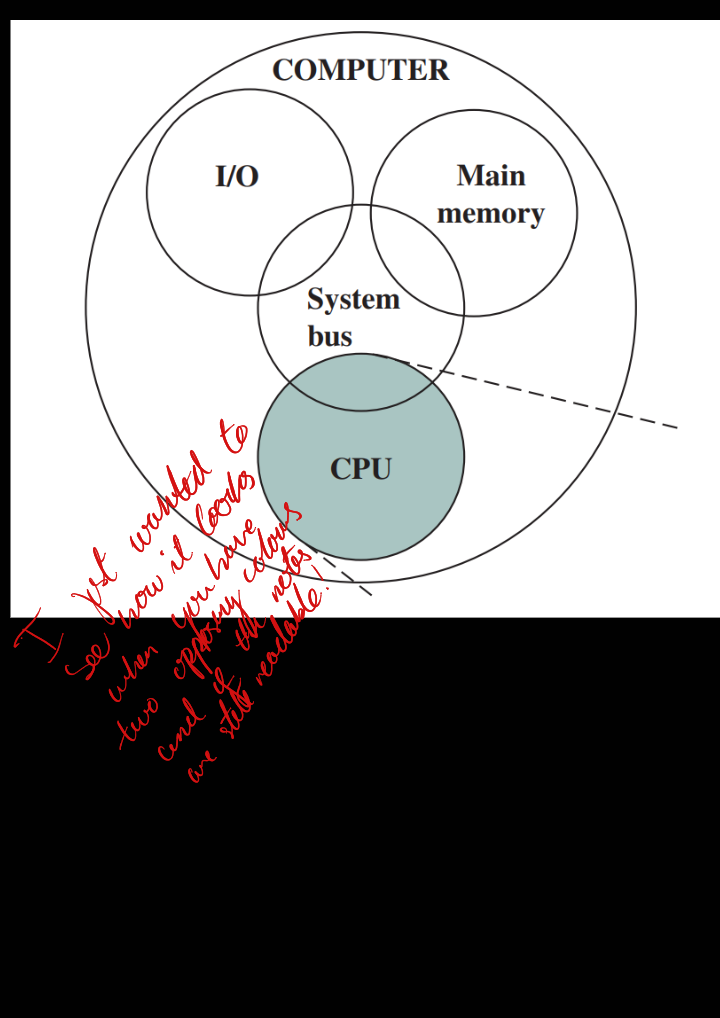 COMPUTER
I/O
Main
memory
System
bus
CPU
I just wanted to
see how it looks
when you have
two opposing colours
and if the notes
are still readable!